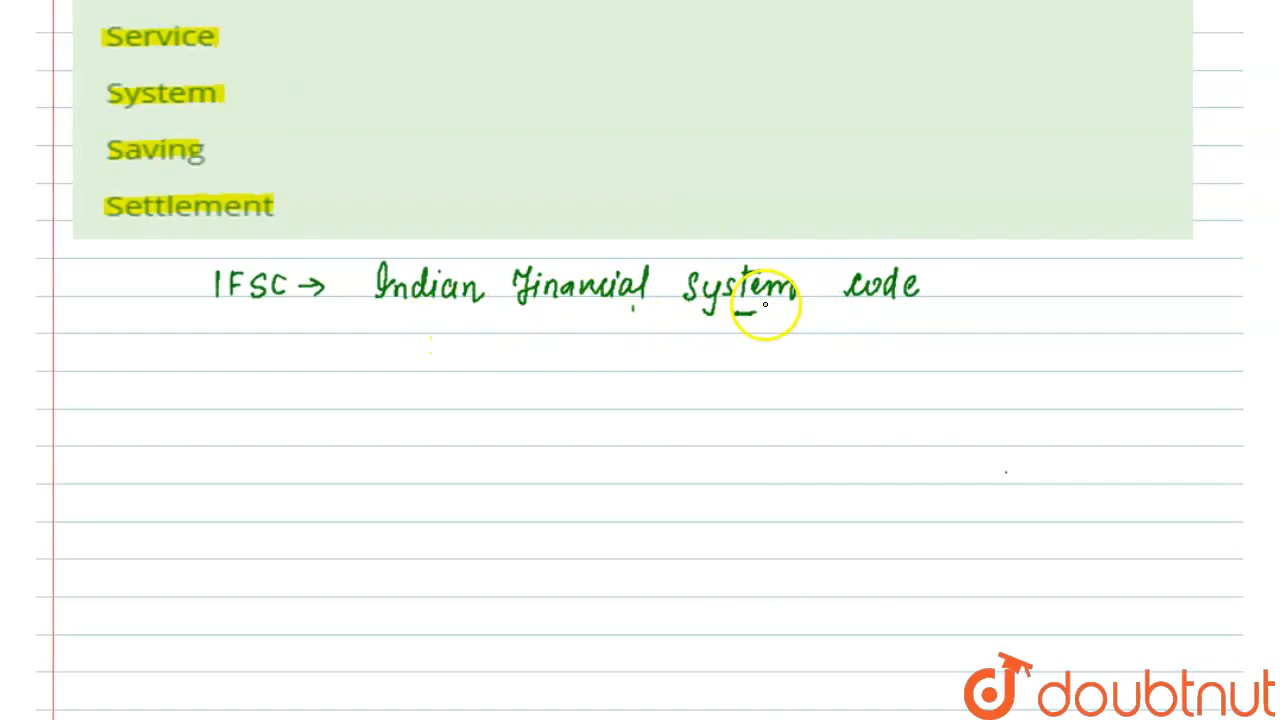 Service
System
Saving
Settlement
IFSC → Indian Financial System code
doubtnut